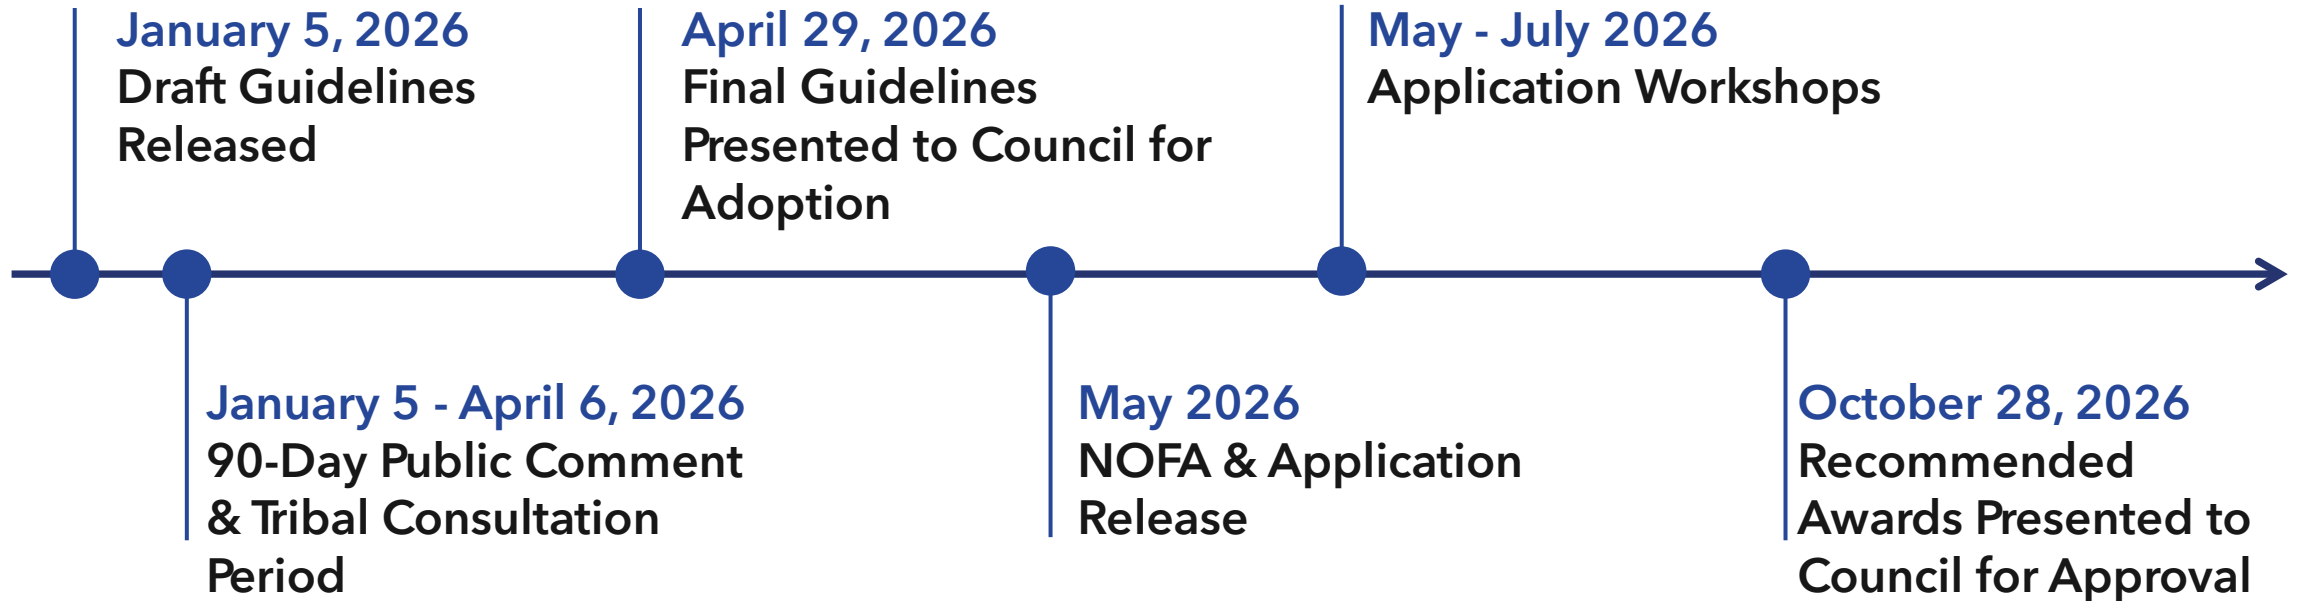 January 5, 2026
Draft Guidelines
Released
January 5 - April 6, 2026
90-Day Public Comment
& Tribal Consultation
Period
April 29, 2026
Final Guidelines
Presented to Council for
Adoption
May 2026
NOFA & Application
Release
May - July 2026
Application Workshops
October 28, 2026
Recommended
Awards Presented to
Council for Approval